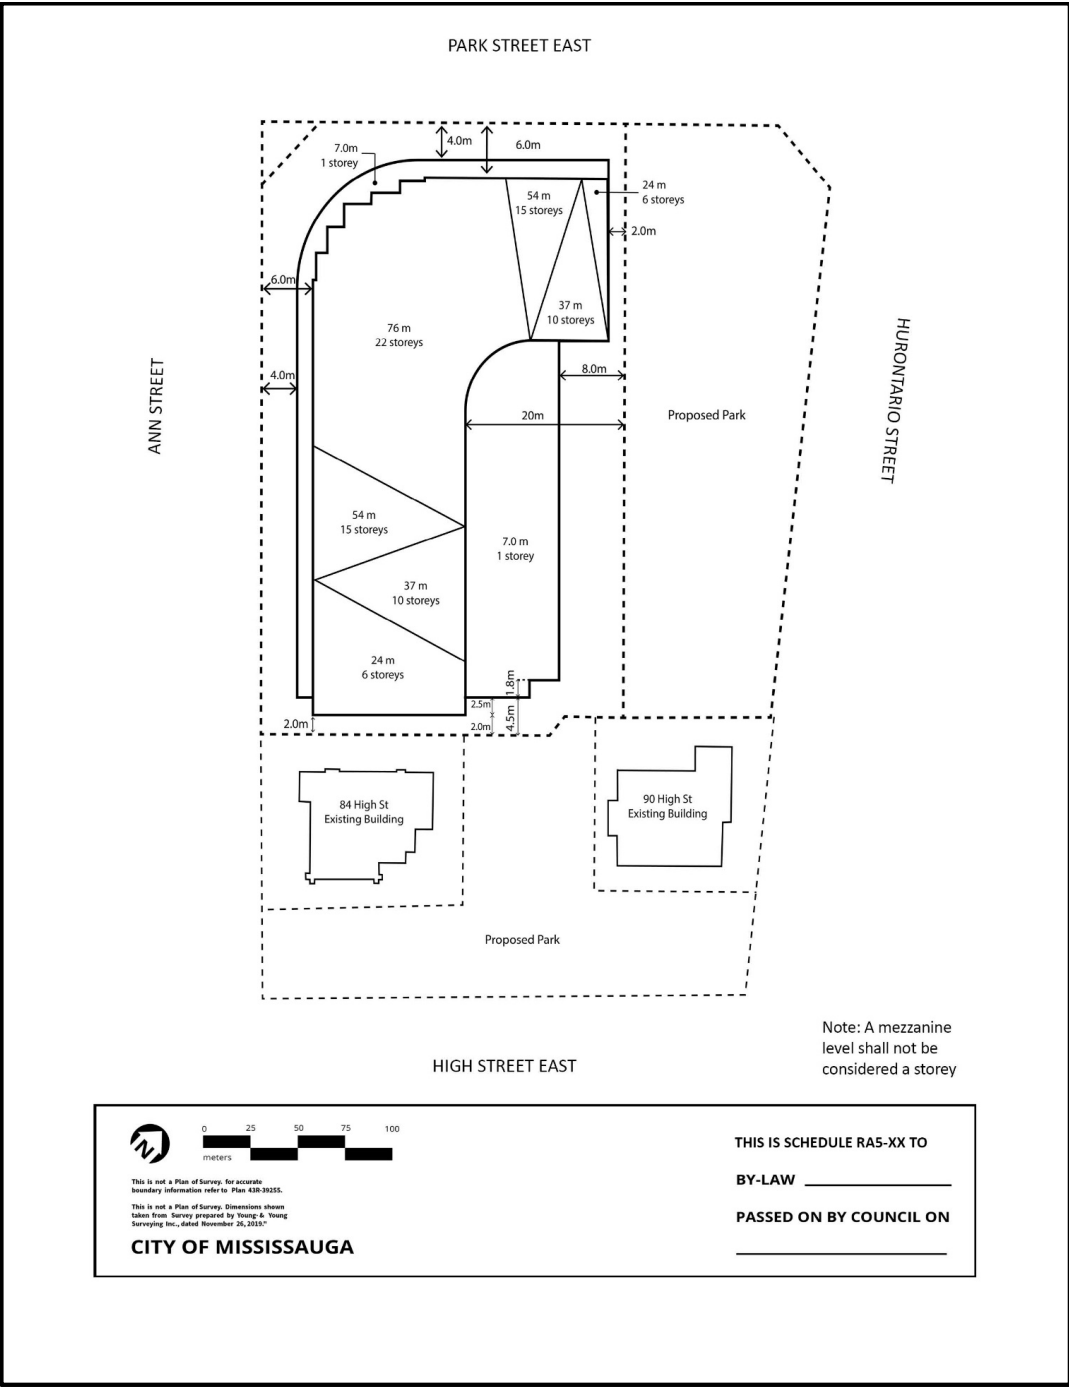 PARK STREET EAST
4.0m
6.0m
7.0m
1 storey
54 m
15 storeys
24 m
6 storeys
2.0m
6.0m
37 m
10 storeys
76 m
22 storeys
HURONTARIO STREET
ANN STREET
4.0m
8.0m
20m
Proposed Park
54 m
15 storeys
7.0 m
1 storey
37 m
10 storeys
24 m
6 storeys
1.8m
2.5m
4.5m
2.0m
2.0m
84 High St
Existing Building
90 High St
Existing Building
Proposed Park
Note: A mezzanine
level shall not be
considered a storey
HIGH STREET EAST
N
0 25 50 75 100
meters
This is not a Plan of Survey. for accurate
boundary information refer to Plan 43R-39255.
This is not a Plan of Survey. Dimensions shown
taken from Survey prepared by Young & Young
Surveying Inc., dated November 26, 2019."
CITY OF MISSISSAUGA
THIS IS SCHEDULE RA5-XX TO
BY-LAW
PASSED ON BY COUNCIL ON